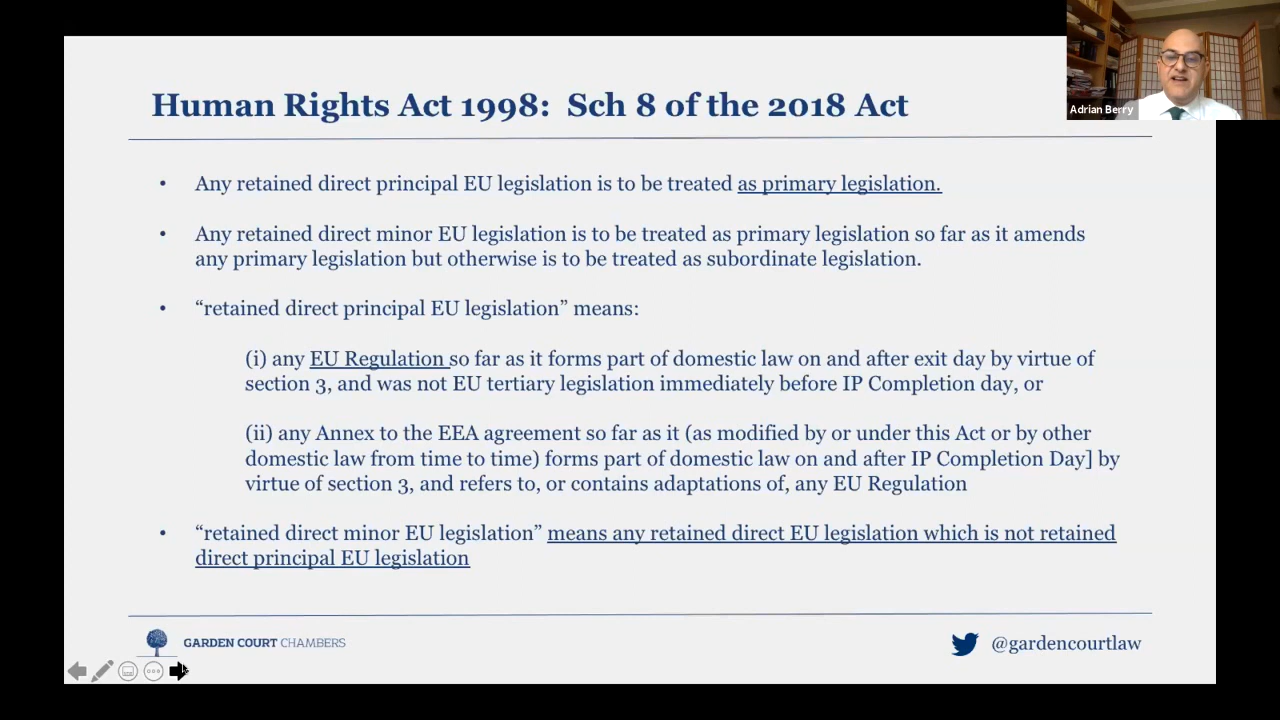 Adrian Berry
Human Rights Act 1998:  Sch 8 of the 2018 Act
• Any retained direct principal EU legislation is to be treated as primary legislation.
• Any retained direct minor EU legislation is to be treated as primary legislation so far as it amends
any primary legislation but otherwise is to be treated as subordinate legislation.
• “retained direct principal EU legislation” means:
(i) any EU Regulation so far as it forms part of domestic law on and after exit day by virtue of
section 3, and was not EU tertiary legislation immediately before IP Completion day, or
(ii) any Annex to the EEA agreement so far as it (as modified by or under this Act or by other
domestic law from time to time) forms part of domestic law on and after IP Completion Day] by
virtue of section 3, and refers to, or contains adaptations of, any EU Regulation
• “retained direct minor EU legislation” means any retained direct EU legislation which is not retained
direct principal EU legislation
GARDEN COURT CHAMBERS
@gardencourtlaw